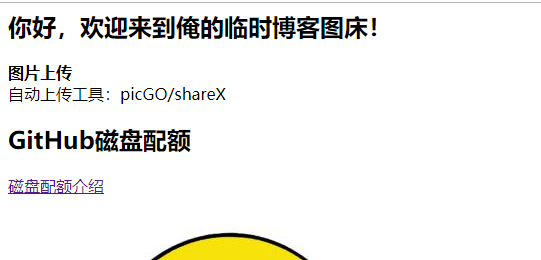 你好，欢迎来到俺的临时博客图床！
图片上传
自动上传工具：picGO/shareX
GitHub磁盘配额
磁盘配额介绍